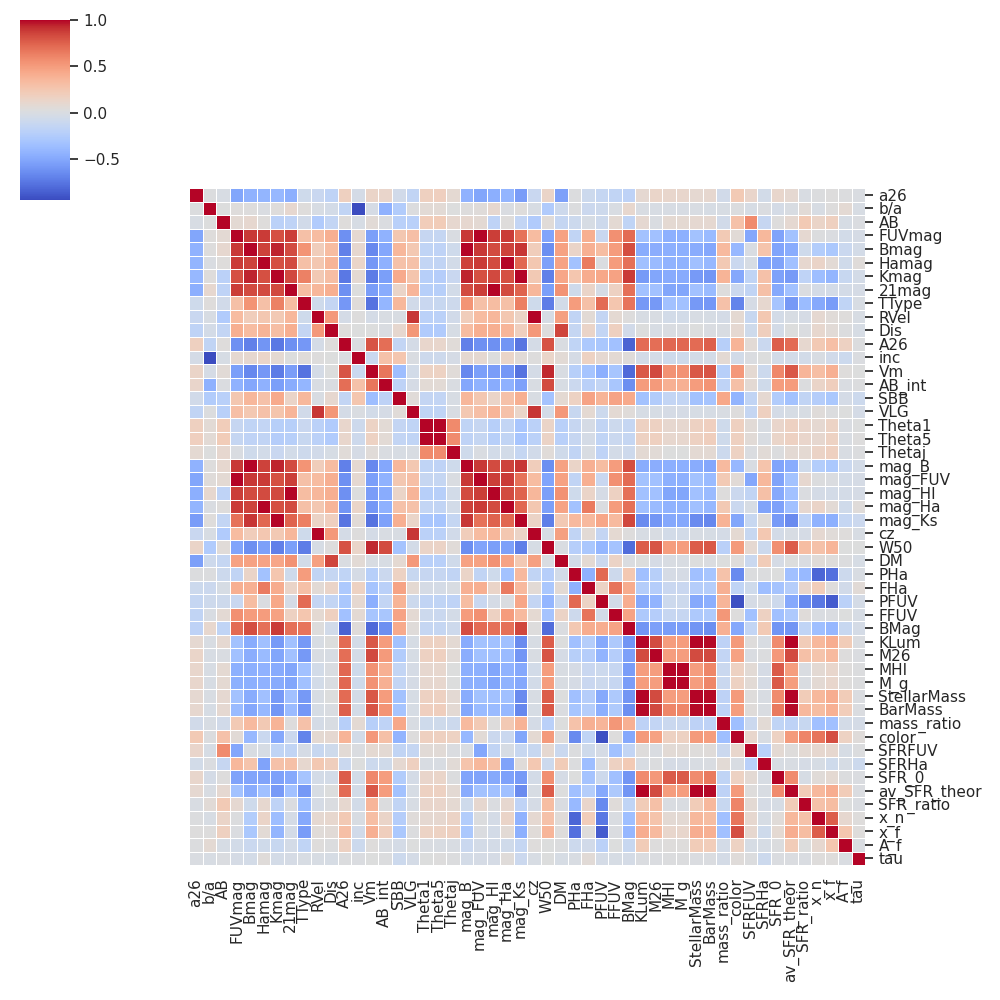 1.0
0.5
0.0
−0.5
a26
b/a
AB
FUVmag
Bmag
Hamag
Kmag
21mag
TType
RVel
Dis
A26
inc
Vm
AB_int
SBB
VLG
Theta1
Theta5
Thetaj
mag_B
mag_FUV
mag_HI
mag_Ha
mag_Ks
cz
W50
DM
PHa
FHa
PFUV
FFUV
BMag
KLum
M26
MHI
M_g
StellarMass
BarMass
mass_ratio
color
SFRFUV
SFRHa
SFR_0
av_SFR_theor
SFR_ratio
x_n
x_f
A_f
tau
a26
b/a
AB
FUVmag
Bmag
Hamag
Kmag
21mag
TType
RVel
Dis
A26
inc
Vm
AB_int
SBB
VLG
Theta1
Theta5
Thetaj
mag_B
mag_FUV
mag_HI
mag_Ha
mag_Ks
cz
W50
DM
PHa
FHa
PFUV
FFUV
BMag
KLum
M26
MHI
M_g
StellarMass
BarMass
mass_ratio
color
SFRFUV
SFRHa
SFR_0
av_SFR_theor
SFR_ratio
x_n
x_f
A_f
tau